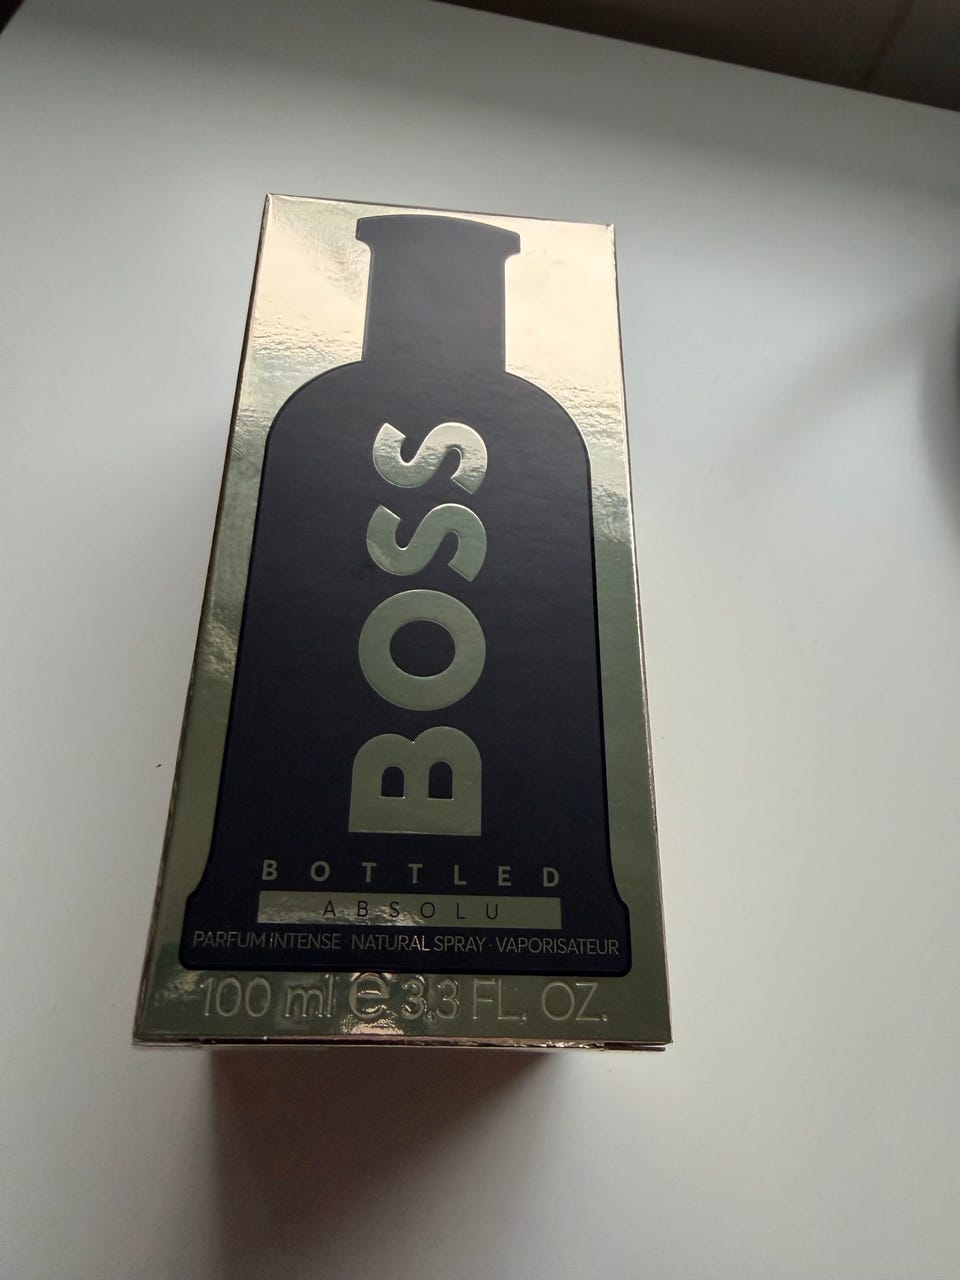 BOSS
BOTTLED
ABSOLU
PARFUM INTENSE · NATURAL SPRAY · VAPORISATEUR
100 ml e 3.3 FL. OZ.